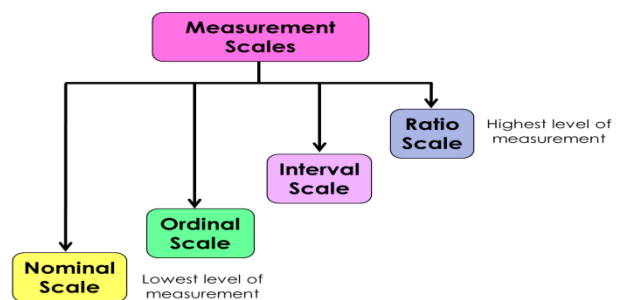 Measurement
Scales
Ratio
Scale
Highest level of
measurement
Interval
Scale
Ordinal
Scale
Nominal
Scale
Lowest level of
measurement